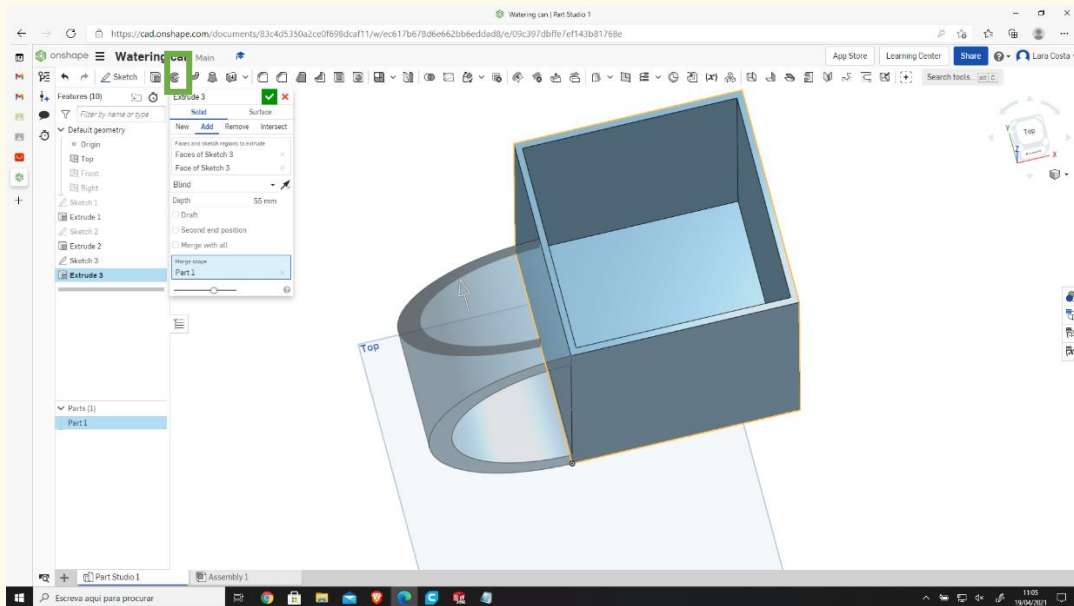 Watering can | Part Studio 1
https://cad.onshape.com/documents/83c4d5350a2ce0f698dcaf11/w/ec617b678d6e662bb6eddad8/e/09c397dbffe7ef143b81768e
onshape Watering can Main
App Store Learning Center Share Lara Costa
Sketch
Search tools...
Features (10)
Filter by name or type
Default geometry
Origin
Top
Front
Right
Sketch 1
Extrude 1
Sketch 2
Extrude 2
Sketch 3
Extrude 3
Extrude 3
Solid Surface
New Add Remove Intersect
Faces and sketch regions to extrude
Faces of Sketch 3
Face of Sketch 3
Blind
Depth 55 mm
Draft
Second end position
Merge with all
Merge scope
Part 1
Top
Y Top
Z X
Parts (1)
Part 1
Part Studio 1 Assembly 1
Escreva aqui para procurar
11:05
19/04/2021